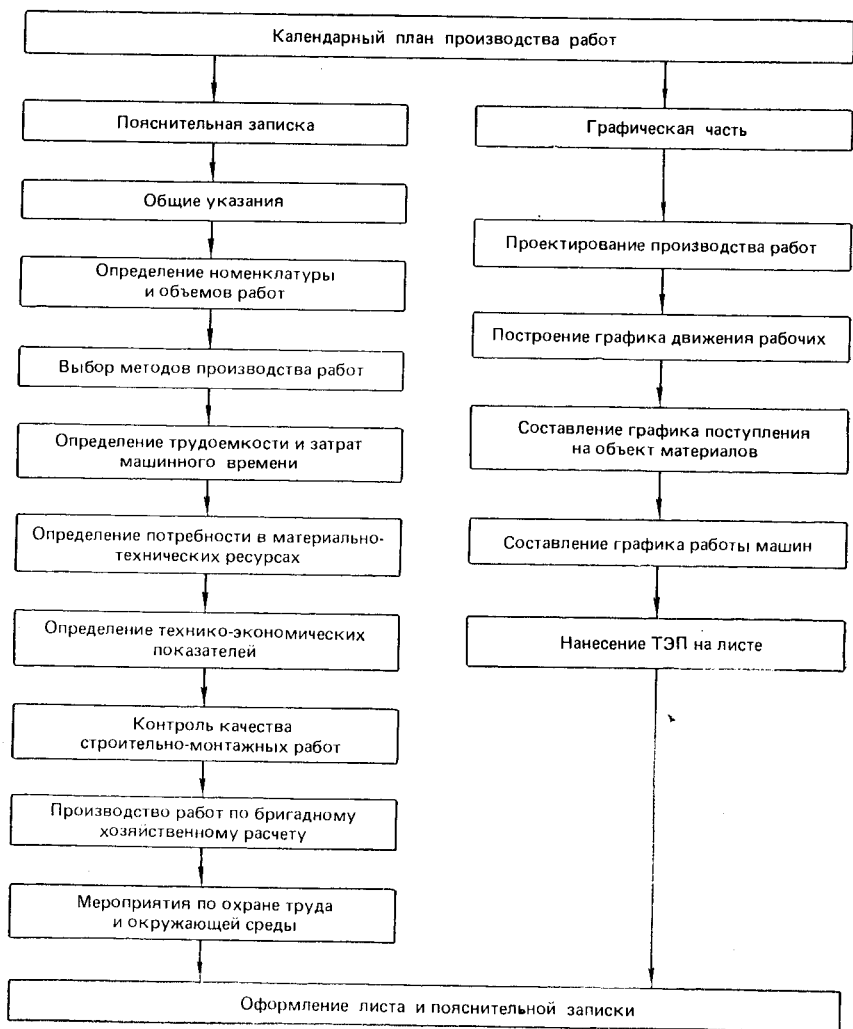 Календарный план производства работ
Пояснительная записка
Общие указания
Определение номенклатуры
и объемов работ
Выбор методов производства работ
Определение трудоемкости и затрат
машинного времени
Определение потребности в материально-
технических ресурсах
Определение технико-экономических
показателей
Контроль качества
строительно-монтажных работ
Производство работ по бригадному
хозяйственному расчету
Мероприятия по охране труда
и окружающей среды
Графическая часть
Проектирование производства работ
Построение графика движения рабочих
Составление графика поступления
на объект материалов
Составление графика работы машин
Нанесение ТЭП на листе
Оформление листа и пояснительной записки